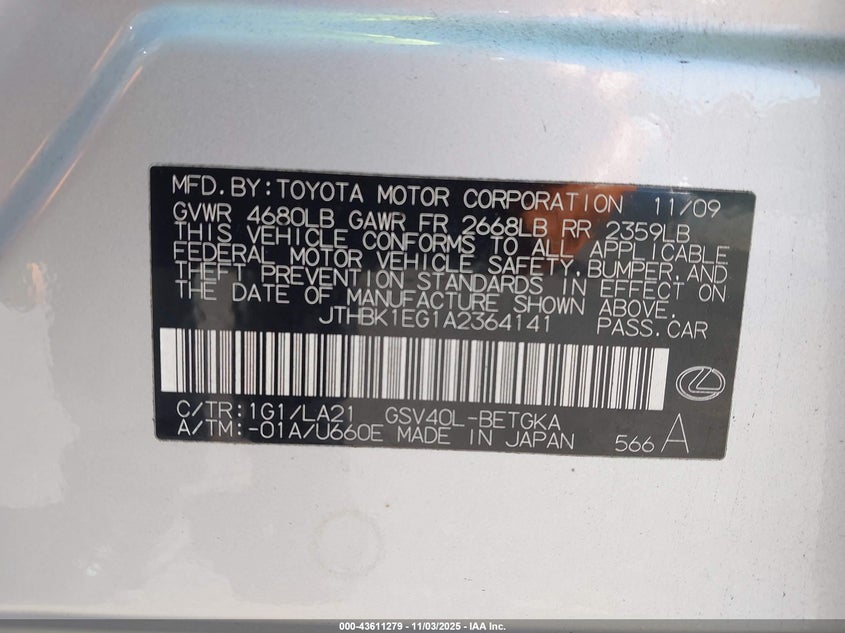 MFD.BY:TOYOTA MOTOR CORPORATION 11/09
GVWR 4680LB GAWR FR 2668LB RR 2359LB
THIS VEHICLE CONFORMS TO ALL APPLICABLE
FEDERAL MOTOR VEHICLE SAFETY,BUMPER,AND
THEFT PREVENTION STANDARDS IN EFFECT ON
THE DATE OF MANUFACTURE SHOWN ABOVE.
JTHBK1EG1A2364141 PASS.CAR
C/TR:1G1/LA21 GSV40L-BETGKA
A/TM:-01A/U660E MADE IN JAPAN 566 A
000-43611279 - 11/03/2025 - IAA Inc.